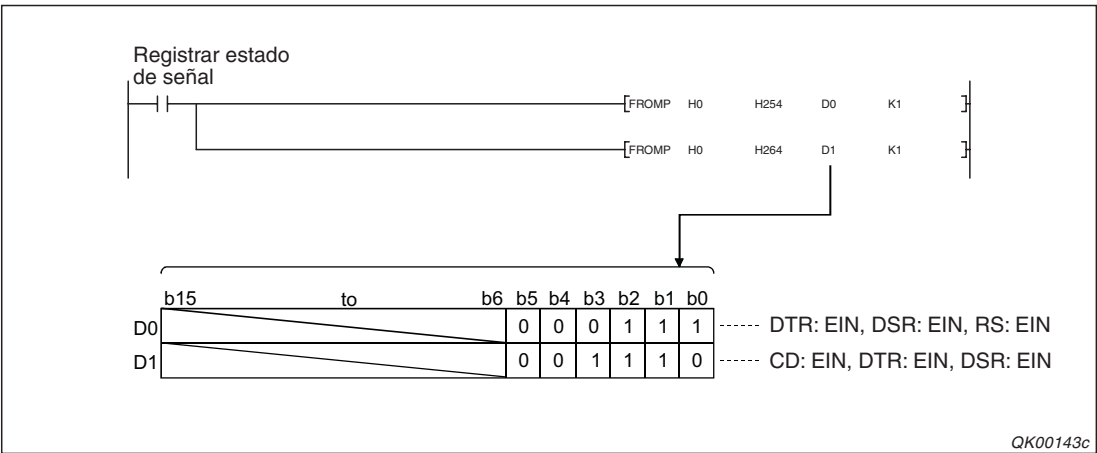 Registrar estado
de señal
FROMP H0 H254 D0 K1
FROMP H0 H264 D1 K1
b15 to b6 b5 b4 b3 b2 b1 b0
D0 0 0 0 1 1 1 DTR: EIN, DSR: EIN, RS: EIN
D1 0 0 1 1 1 0 CD: EIN, DTR: EIN, DSR: EIN
QK00143c